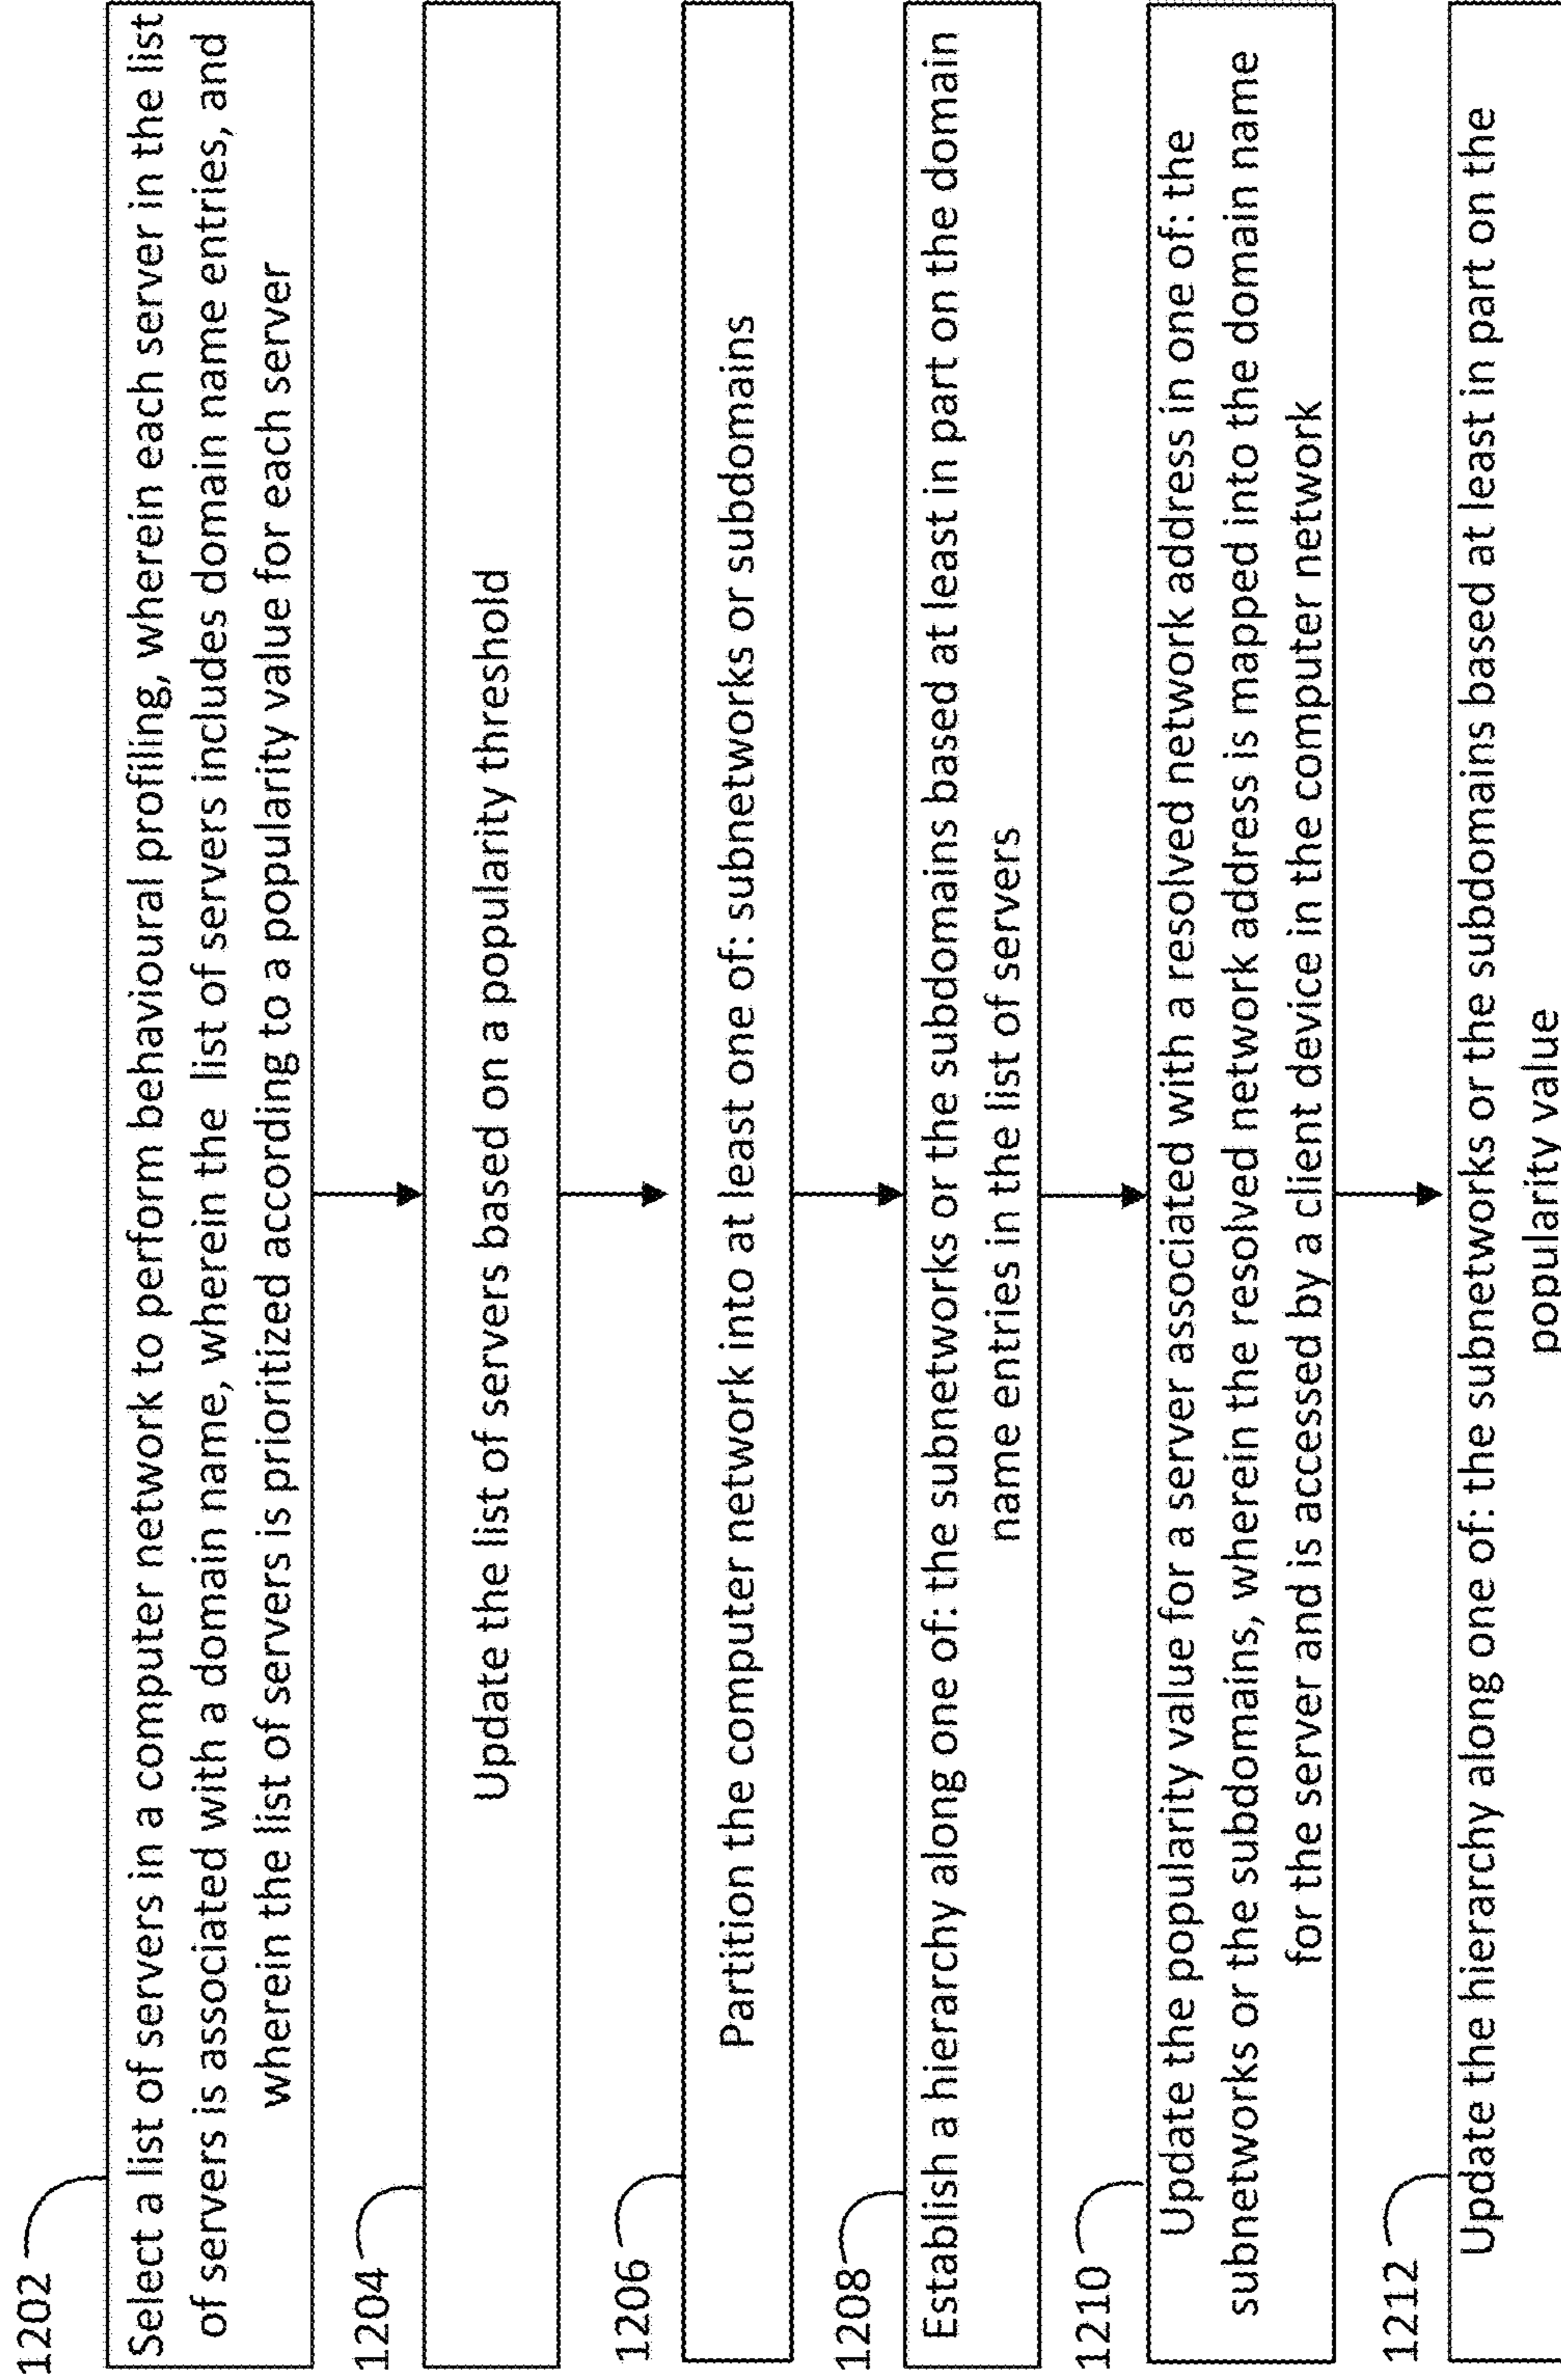 1202
Select a list of servers in a computer network to perform behavioural profiling, wherein each server in the list
of servers is associated with a domain name, wherein the list of servers includes domain name entries, and
wherein the list of servers is prioritized according to a popularity value for each server
1204
Update the list of servers based on a popularity threshold
1206
Partition the computer network into at least one of: subnetworks or subdomains
1208
Establish a hierarchy along one of: the subnetworks or the subdomains based at least in part on the domain
name entries in the list of servers
1210
Update the popularity value for a server associated with a resolved network address in one of: the
subnetworks or the subdomains, wherein the resolved network address is mapped into the domain name
for the server and is accessed by a client device in the computer network
1212
Update the hierarchy along one of: the subnetworks or the subdomains based at least in part on the
popularity value